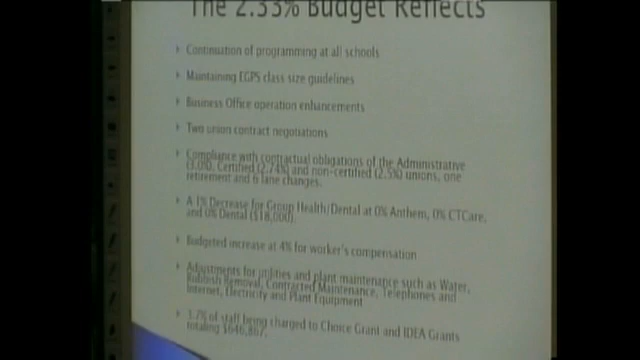 The 2.33% Budget Reflects
Continuation of programming at all schools
Maintaining EGPS class size guidelines
Business Office operation enhancements
Two union contract negotiations
Compliance with contractual obligations of the Administrative
(3.0%), Certified (2.74%) and non-certified (2.5%) unions, one
retirement and 6 lane changes.
A 1% Decrease for Group Health/Dental at 0% Anthem, 0% CTCare,
and 0% Dental ($18,000).
Budgeted increase at 4% for worker's compensation
Adjustments for utilities and plant maintenance such as Water,
Rubbish Removal, Contracted Maintenance, Telephones and
Internet, Electricity and Plant Equipment
3.7% of staff being charged to Choice Grant and IDEA Grants
totaling $646,867.